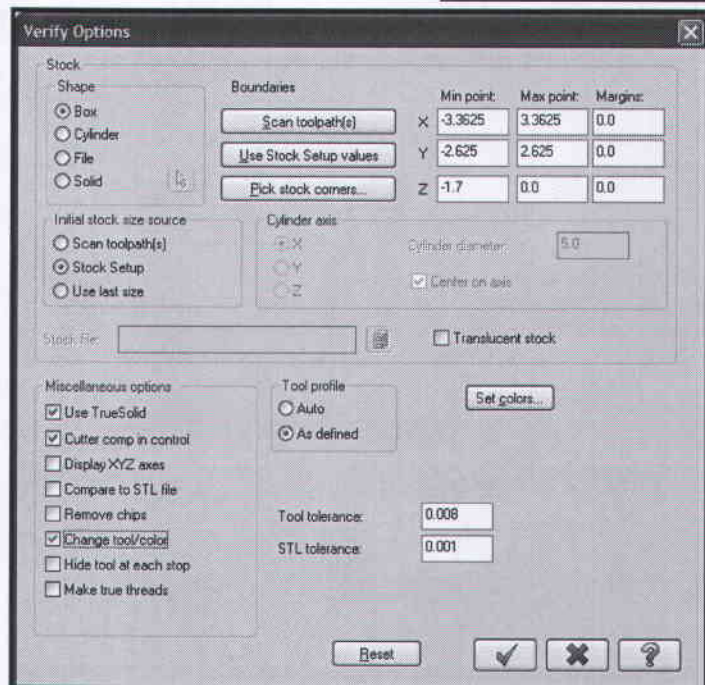 Verify Options
Stock
Shape
Box
Cylinder
File
Solid
Boundaries
Scan toolpath(s)
Use Stock Setup values
Pick stock corners...
Min point: Max point: Margins:
X -3.3625 3.3625 0.0
Y -2.625 2.625 0.0
Z -1.7 0.0 0.0
Initial stock size source
Scan toolpath(s)
Stock Setup
Use last size
Cylinder axis
X
Y
Z
Cylinder diameter: 5.0
Center on axis
Stock file:
Translucent stock
Miscellaneous options
Use TrueSolid
Cutter comp in control
Display XYZ axes
Compare to STL file
Remove chips
Change tool/color
Hide tool at each stop
Make true threads
Tool profile
Auto
As defined
Set colors...
Tool tolerance: 0.008
STL tolerance: 0.001
Reset